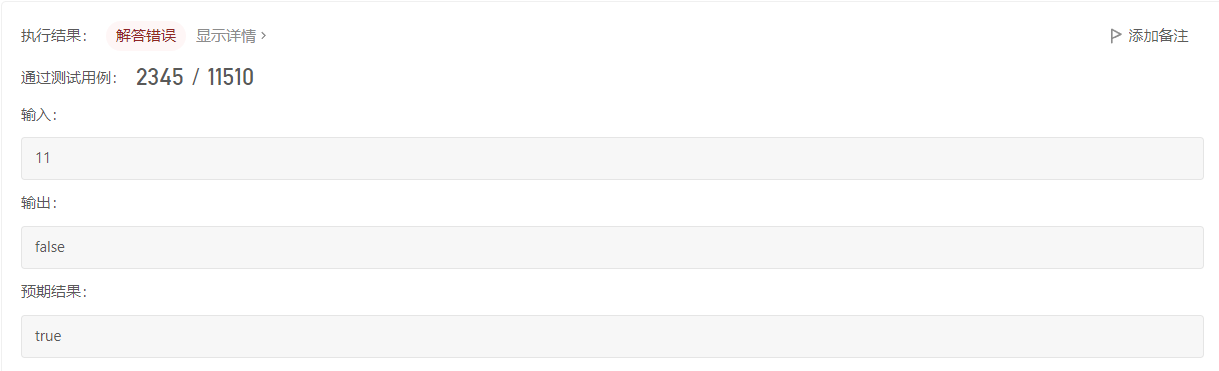 执行结果： 解答错误 显示详情 > 添加备注
通过测试用例： 2345 / 11510
输入：
11
输出：
false
预期结果：
true